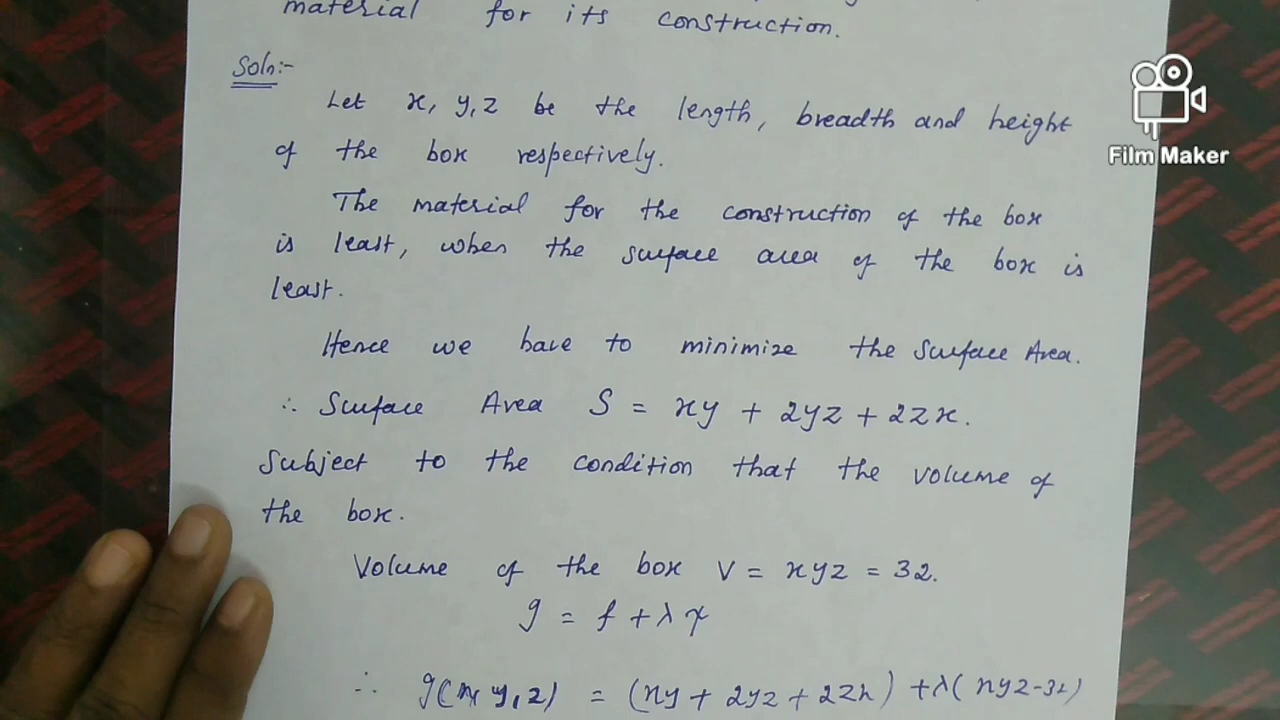 material for its construction.
Soln:-
Let x, y, z be the length, breadth and height
of the box respectively.
The material for the construction of the box
is least, when the surface area of the box is
least.
Hence we have to minimize the Surface Area.
∴ Surface Area S = xy + 2yz + 2zx.
Subject to the condition that the volume of
the box.
Volume of the box V = xyz = 32.
g = f + λ
∴ g(x, y, z) = (xy + 2yz + 2zx) + λ(xyz-32)
Film Maker